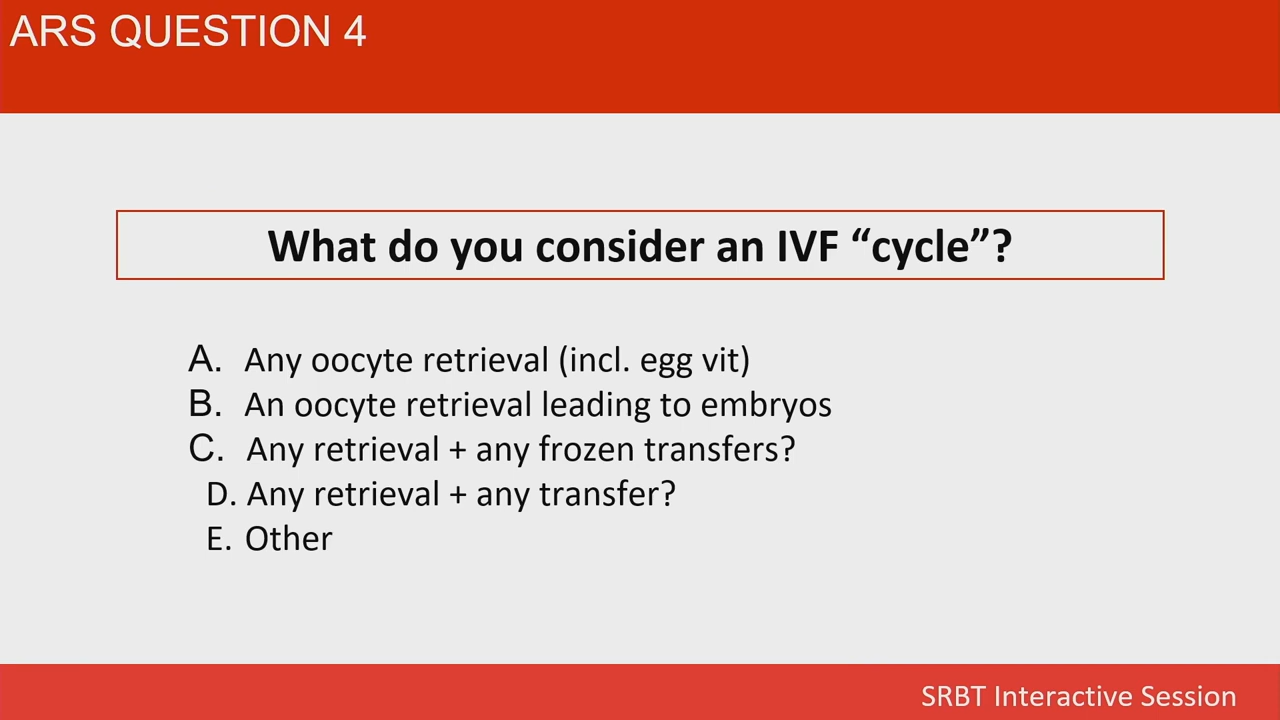 ARS QUESTION 4
What do you consider an IVF “cycle”?
A. Any oocyte retrieval (incl. egg vit)
B. An oocyte retrieval leading to embryos
C. Any retrieval + any frozen transfers?
D. Any retrieval + any transfer?
E. Other
SRBT Interactive Session